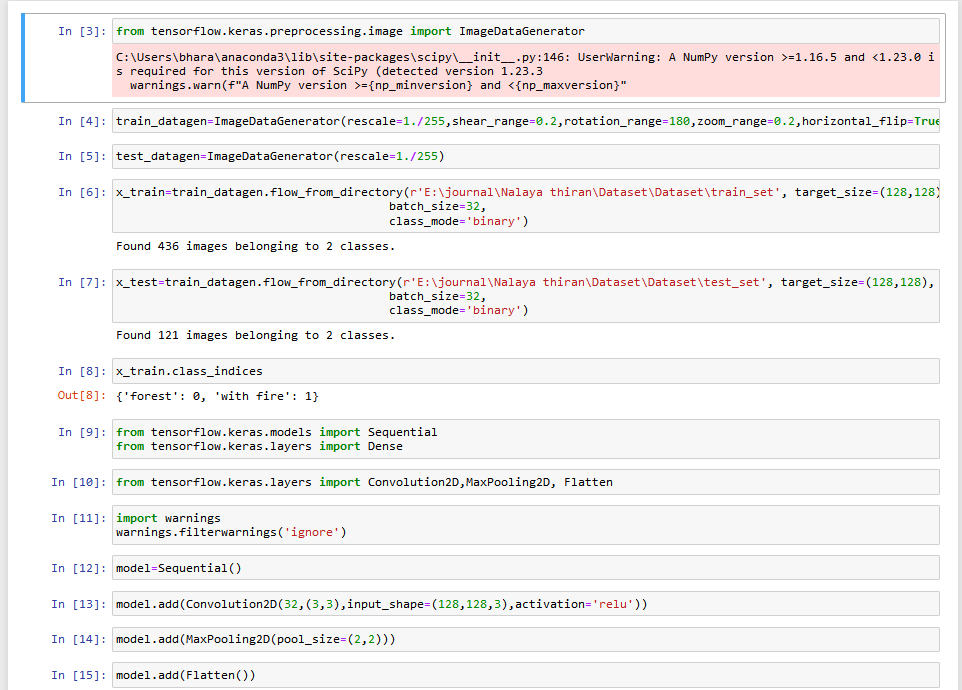 In [3]: from tensorflow.keras.preprocessing.image import ImageDataGenerator
C:\Users\bhara\anaconda3\lib\site-packages\scipy\__init__.py:146: UserWarning: A NumPy version >=1.16.5 and <1.23.0 i
s required for this version of SciPy (detected version 1.23.3
warnings.warn(f"A NumPy version >={np_minversion} and <{np_maxversion}"
In [4]: train_datagen=ImageDataGenerator(rescale=1./255,shear_range=0.2,rotation_range=180,zoom_range=0.2,horizontal_flip=True
In [5]: test_datagen=ImageDataGenerator(rescale=1./255)
In [6]: x_train=train_datagen.flow_from_directory(r'E:\journal\Nalaya thiran\Dataset\Dataset\train_set', target_size=(128,128)
batch_size=32,
class_mode='binary')
Found 436 images belonging to 2 classes.
In [7]: x_test=train_datagen.flow_from_directory(r'E:\journal\Nalaya thiran\Dataset\Dataset\test_set', target_size=(128,128),
batch_size=32,
class_mode='binary')
Found 121 images belonging to 2 classes.
In [8]: x_train.class_indices
Out[8]: {'forest': 0, 'with fire': 1}
In [9]: from tensorflow.keras.models import Sequential
from tensorflow.keras.layers import Dense
In [10]: from tensorflow.keras.layers import Convolution2D,MaxPooling2D, Flatten
In [11]: import warnings
warnings.filterwarnings('ignore')
In [12]: model=Sequential()
In [13]: model.add(Convolution2D(32,(3,3),input_shape=(128,128,3),activation='relu'))
In [14]: model.add(MaxPooling2D(pool_size=(2,2)))
In [15]: model.add(Flatten())